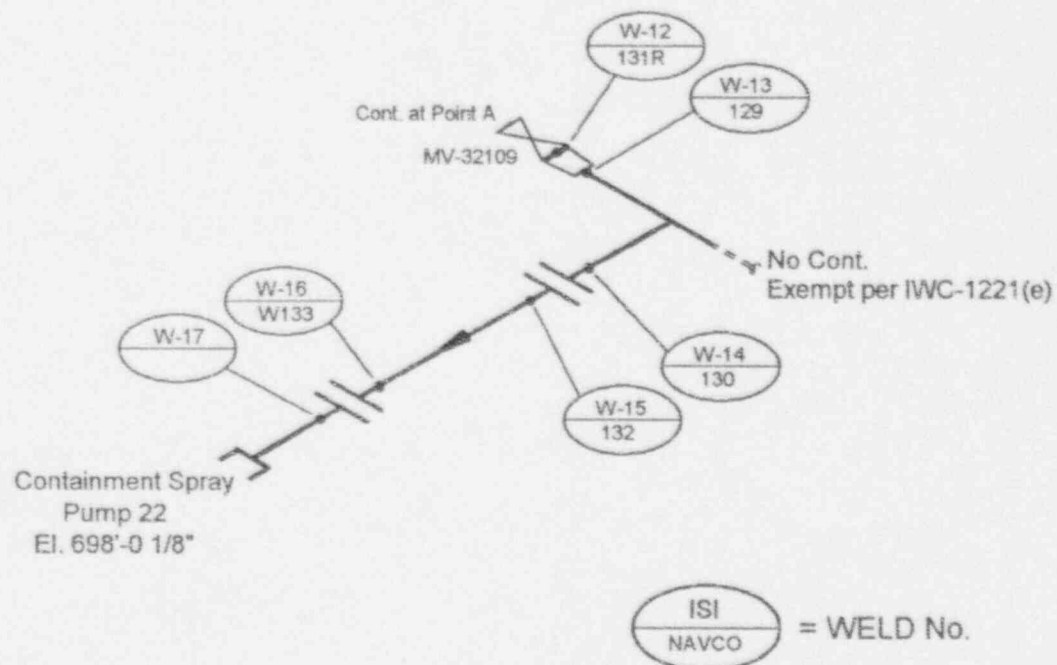 W-12
131R
W-13
129
Cont. at Point A
MV-32109
No Cont.
Exempt per IWC-1221(e)
W-16
W133
W-17
W-14
130
W-15
132
Containment Spray
Pump 22
El. 698'-0 1/8"
ISI
NAVCO
= WELD No.